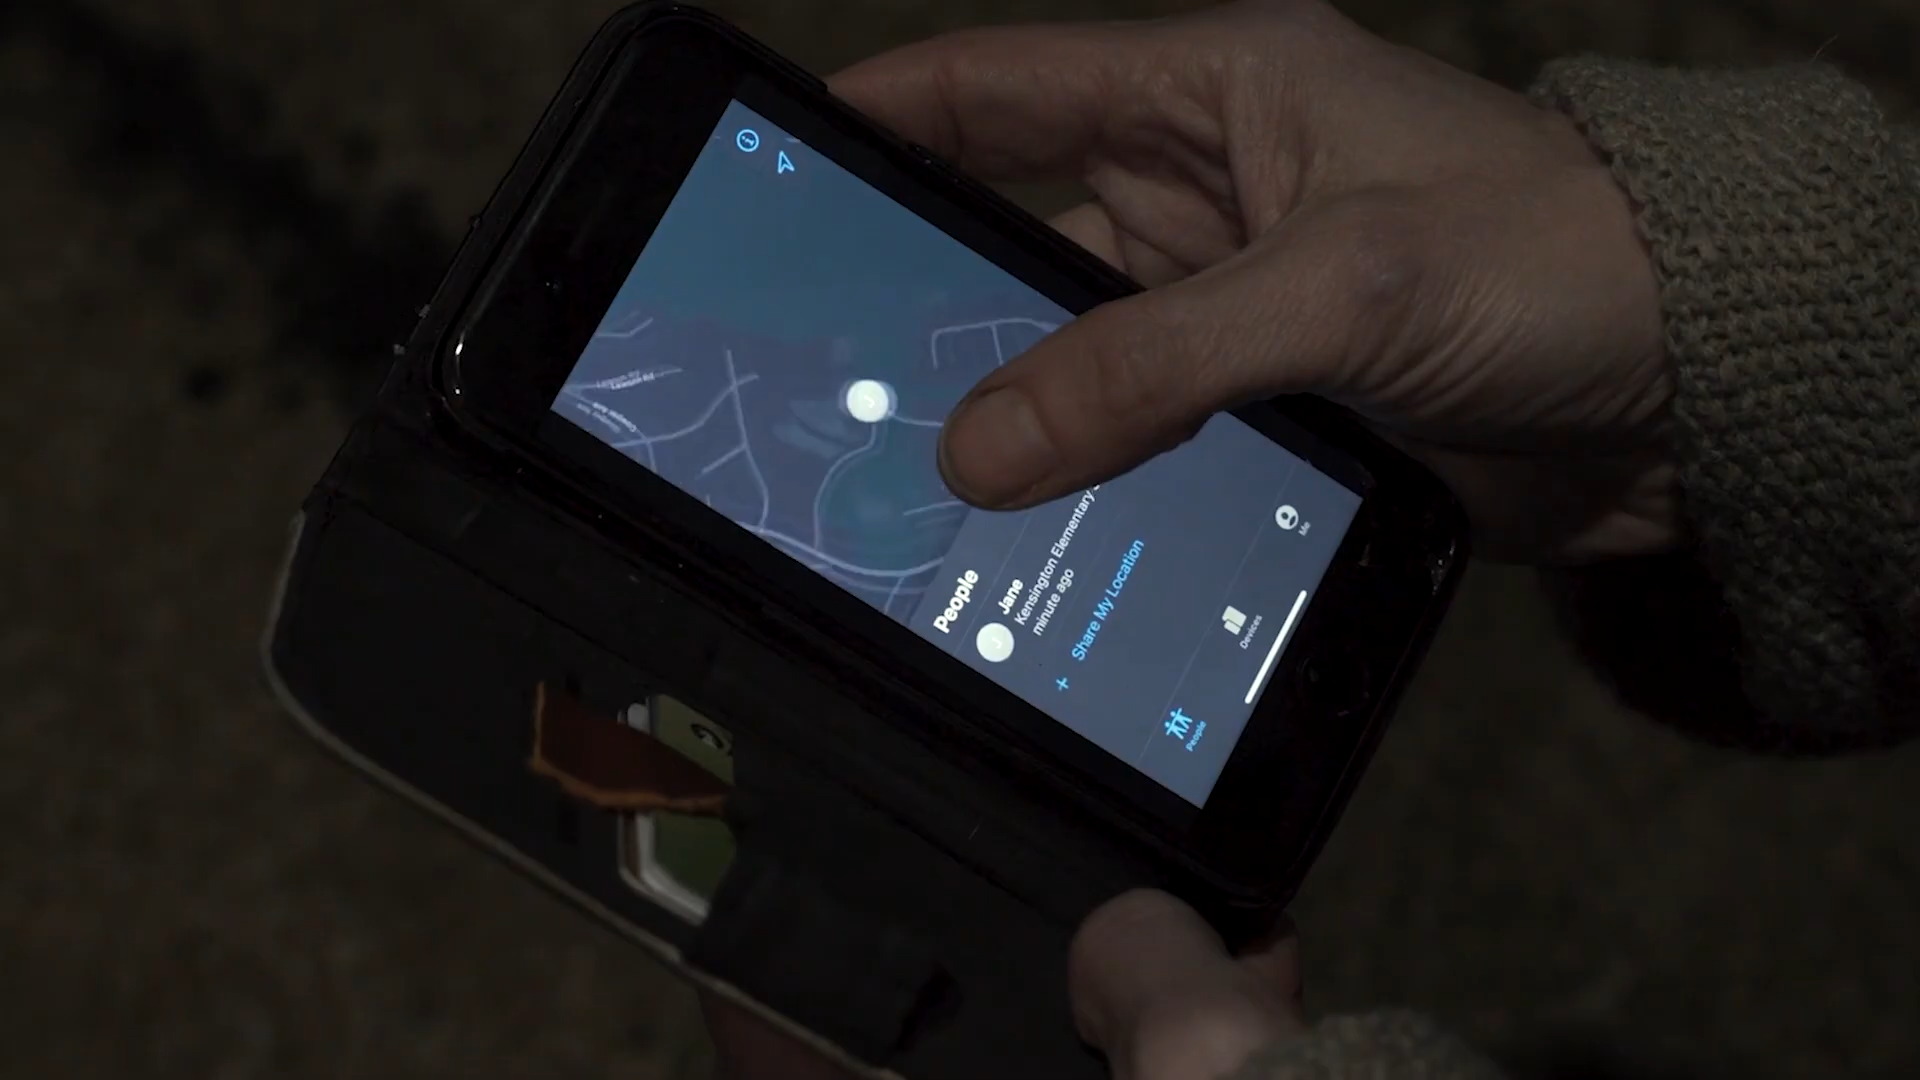 J
People
J
Jane
Kensington Elementary
minute ago
+ Share My Location
People
Devices
Me